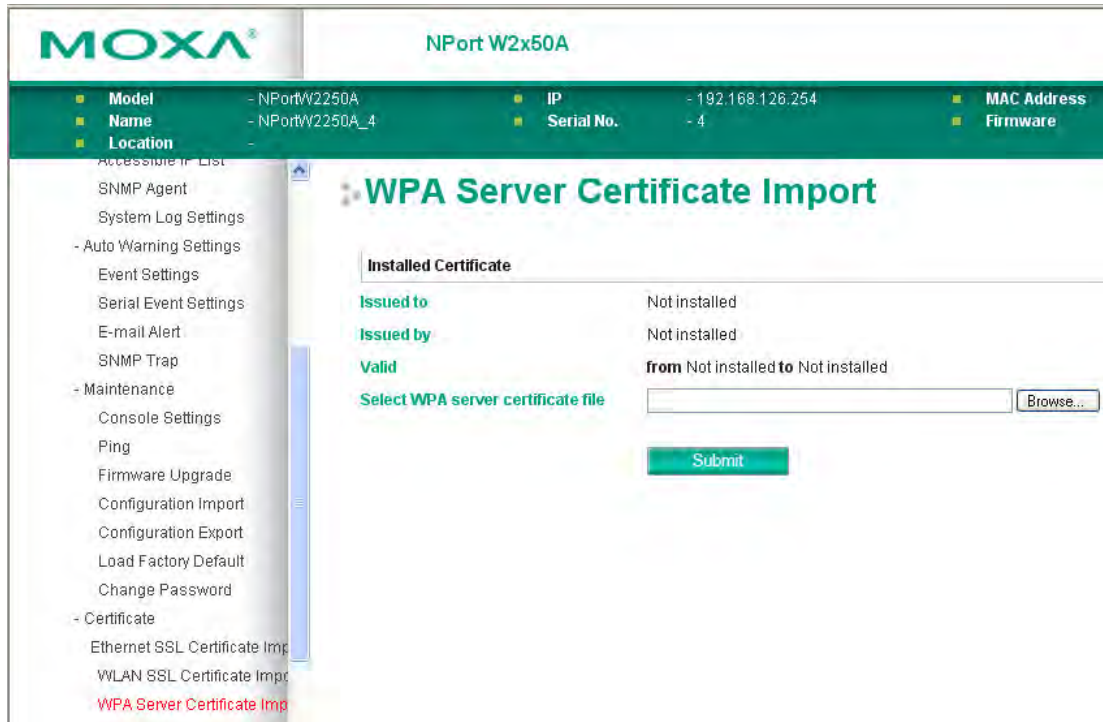 MOXA®
NPort W2x50A
Model - NPortW2250A IP - 192.168.126.254 MAC Address
Name - NPortW2250A_4 Serial No. - 4 Firmware
Location -
Accessible IP List
SNMP Agent
System Log Settings
- Auto Warning Settings
Event Settings
Serial Event Settings
E-mail Alert
SNMP Trap
- Maintenance
Console Settings
Ping
Firmware Upgrade
Configuration Import
Configuration Export
Load Factory Default
Change Password
- Certificate
Ethernet SSL Certificate Imp
WLAN SSL Certificate Impo
WPA Server Certificate Imp
WPA Server Certificate Import
Installed Certificate
Issued to Not installed
Issued by Not installed
Valid from Not installed to Not installed
Select WPA server certificate file Browse...
Submit